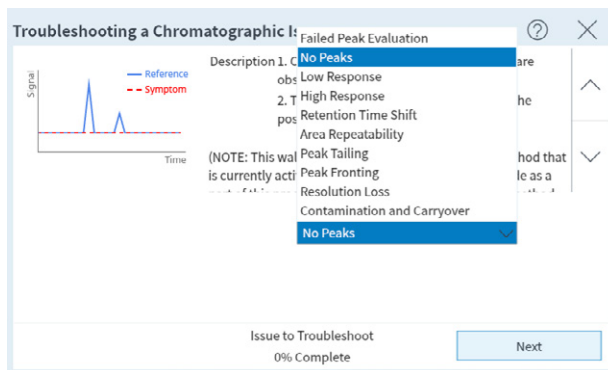 Troubleshooting a Chromatographic Is
Failed Peak Evaluation
No Peaks
Low Response
High Response
Retention Time Shift
Area Repeatability
Peak Tailing
Peak Fronting
Resolution Loss
Contamination and Carryover
No Peaks
Signal
Reference
Symptom
Time
Description 1. are
obs
2. T he
pos
(NOTE: This wal hod that
is currently acti le as a
Issue to Troubleshoot
0% Complete
Next